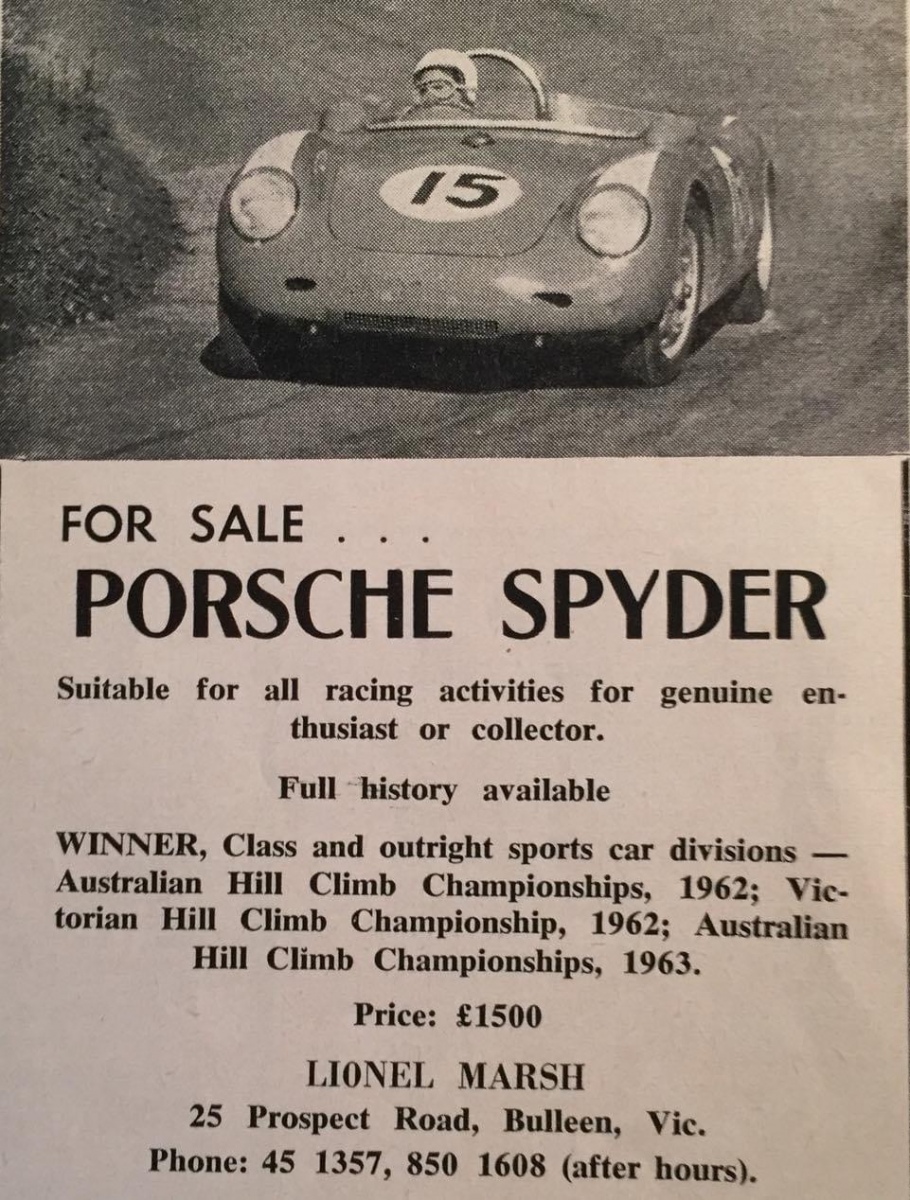 15
FOR SALE . . .
PORSCHE SPYDER
Suitable for all racing activities for genuine en-
thusiast or collector.
Full history available
WINNER, Class and outright sports car divisions —
Australian Hill Climb Championships, 1962; Vic-
torian Hill Climb Championship, 1962; Australian
Hill Climb Championships, 1963.
Price: £1500
LIONEL MARSH
25 Prospect Road, Bulleen, Vic.
Phone: 45 1357, 850 1608 (after hours).